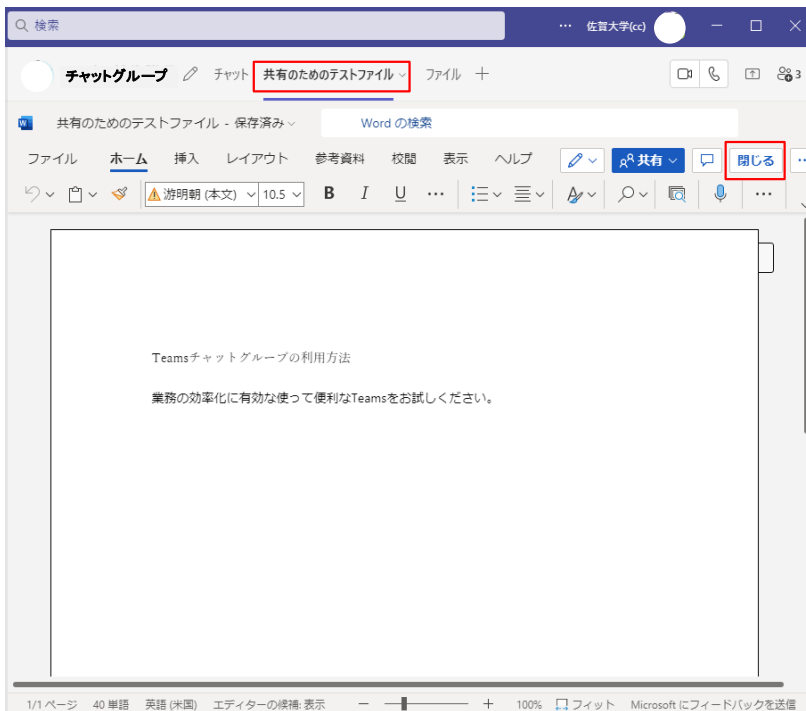 検索
… 佐賀大学(cc)
チャットグループ チャット 共有のためのテストファイル ファイル
3
共有のためのテストファイル - 保存済み
Word の検索
ファイル ホーム 挿入 レイアウト 参考資料 校閲 表示 ヘルプ 共有 閉じる
游明朝 (本文) 10.5 B I U …
Teamsチャットグループの利用方法
業務の効率化に有効な使って便利なTeamsをお試しください。
1/1 ページ 40 単語 英語 (米国) エディターの候補: 表示 － ＋ 100% フィット Microsoft にフィードバックを送信